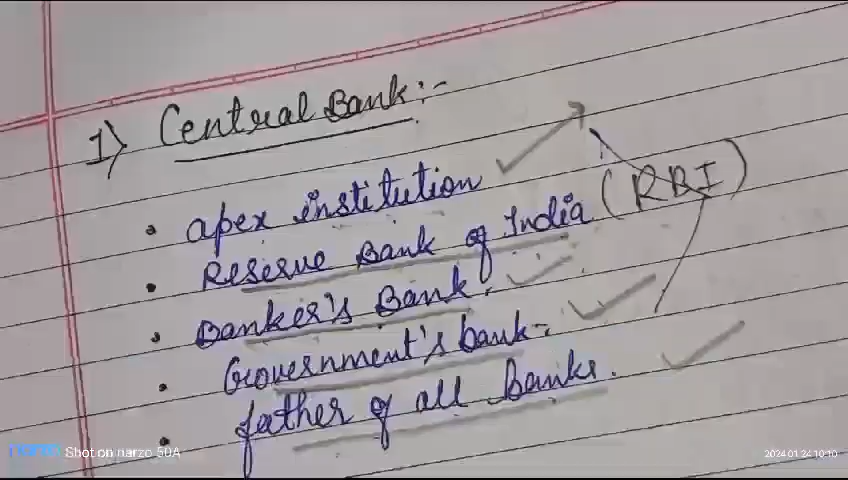 1) Central Bank:-
• apex institution
• Reserve Bank of India (RBI)
• Banker's Bank.
• Government's bank-
• father of all banks.
narzo Shot on narzo 50A
2024.01.24 10:10